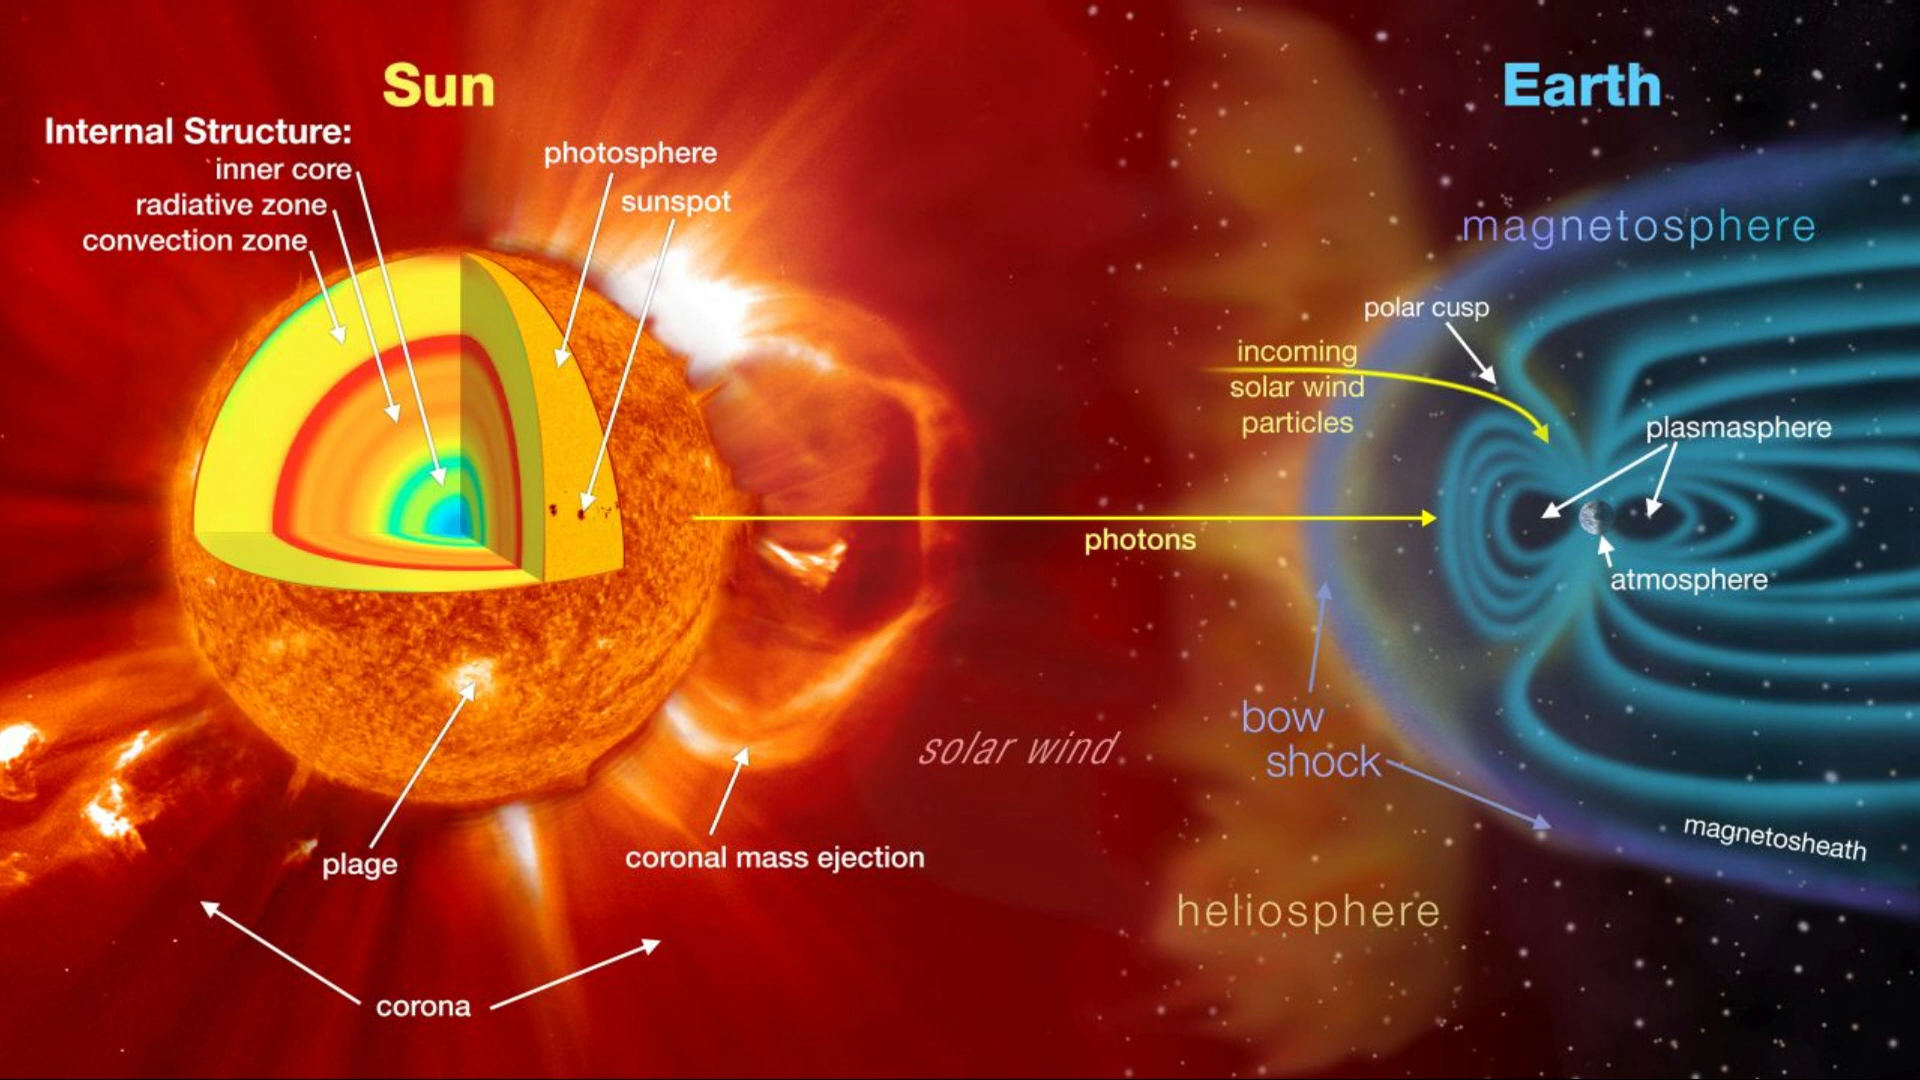 Sun
Earth
Internal Structure:
inner core
radiative zone
convection zone
photosphere
sunspot
magnetosphere
polar cusp
incoming
solar wind
particles
plasmasphere
photons
atmosphere
bow
shock
solar wind
magnetosheath
plage
coronal mass ejection
heliosphere
corona